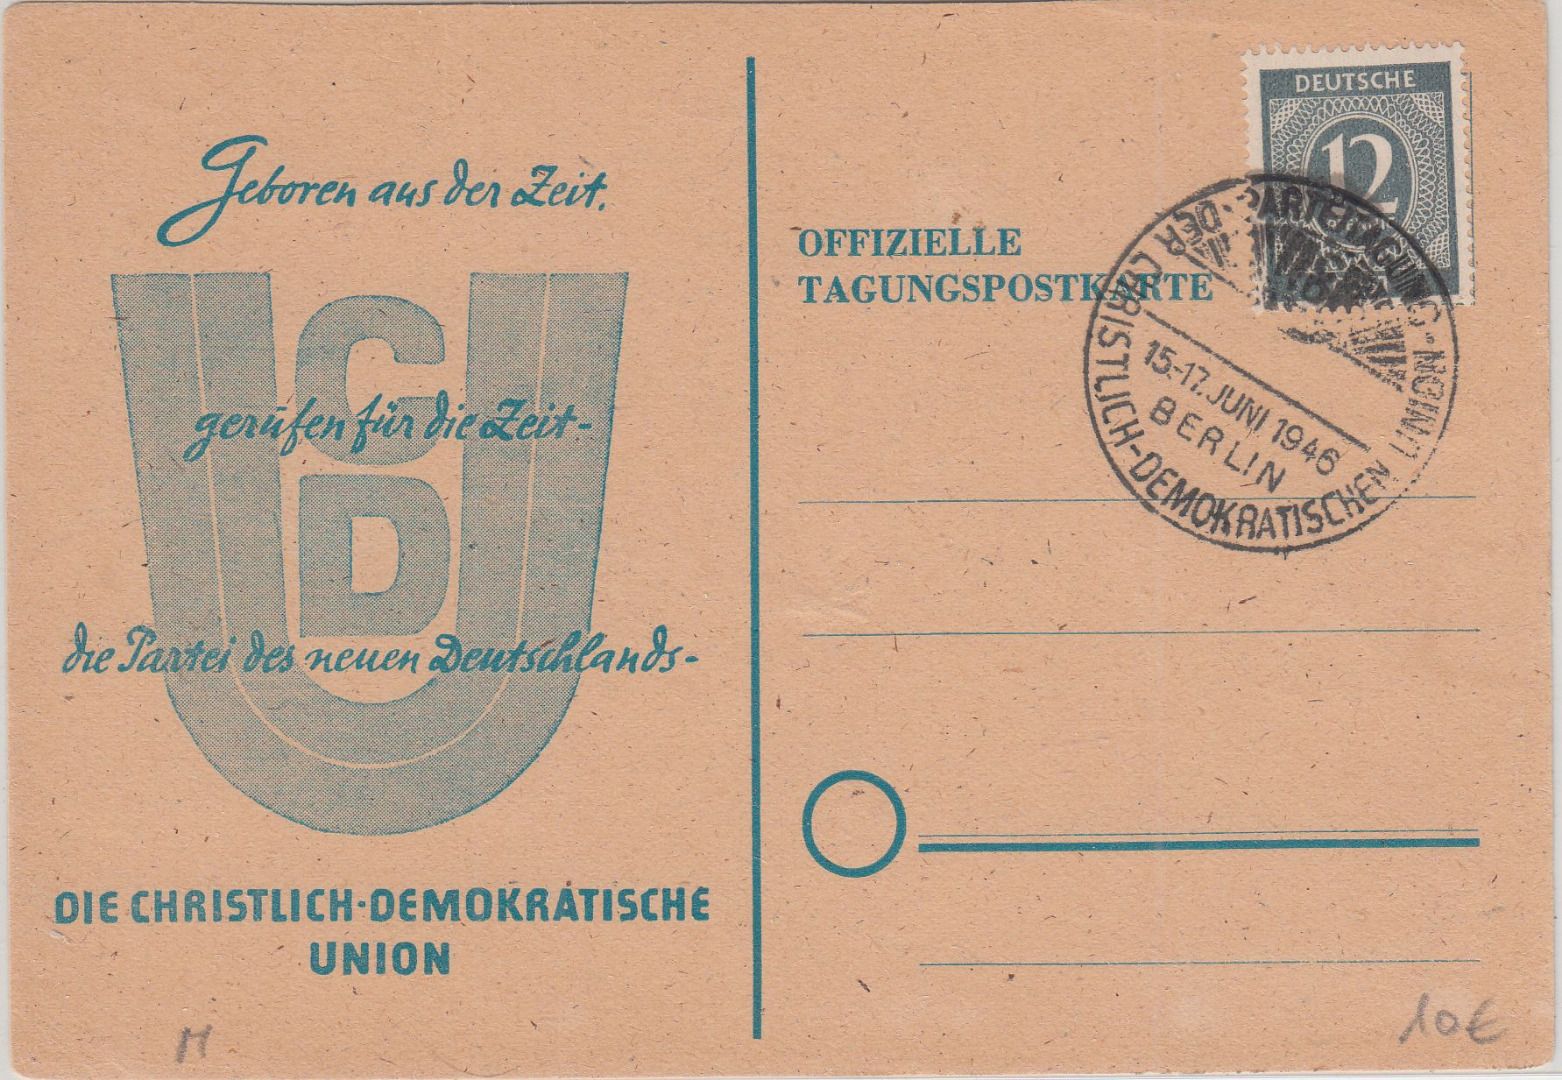 Geboren aus der Zeit.
CDU
gerufen für die Zeit-
die Partei des neuen Deutschlands-
DIE CHRISTLICH-DEMOKRATISCHE
UNION
M
OFFIZIELLE
TAGUNGSPOSTKARTE
DEUTSCHE
12
PARTEITAGUNG
DER CHRISTLICH-DEMOKRATISCHEN UNION
15.-17. JUNI 1946
BERLIN
10€